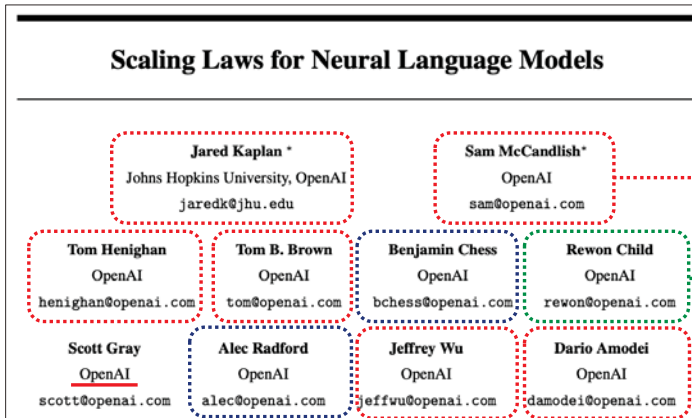 Scaling Laws for Neural Language Models
Jared Kaplan * Sam McCandlish*
Johns Hopkins University, OpenAI OpenAI
jaredk@jhu.edu sam@openai.com
Tom Henighan Tom B. Brown Benjamin Chess Rewon Child
OpenAI OpenAI OpenAI OpenAI
henighan@openai.com tom@openai.com bchess@openai.com rewon@openai.com
Scott Gray Alec Radford Jeffrey Wu Dario Amodei
OpenAI OpenAI OpenAI OpenAI
scott@openai.com alec@openai.com jeffwu@openai.com damodei@openai.com